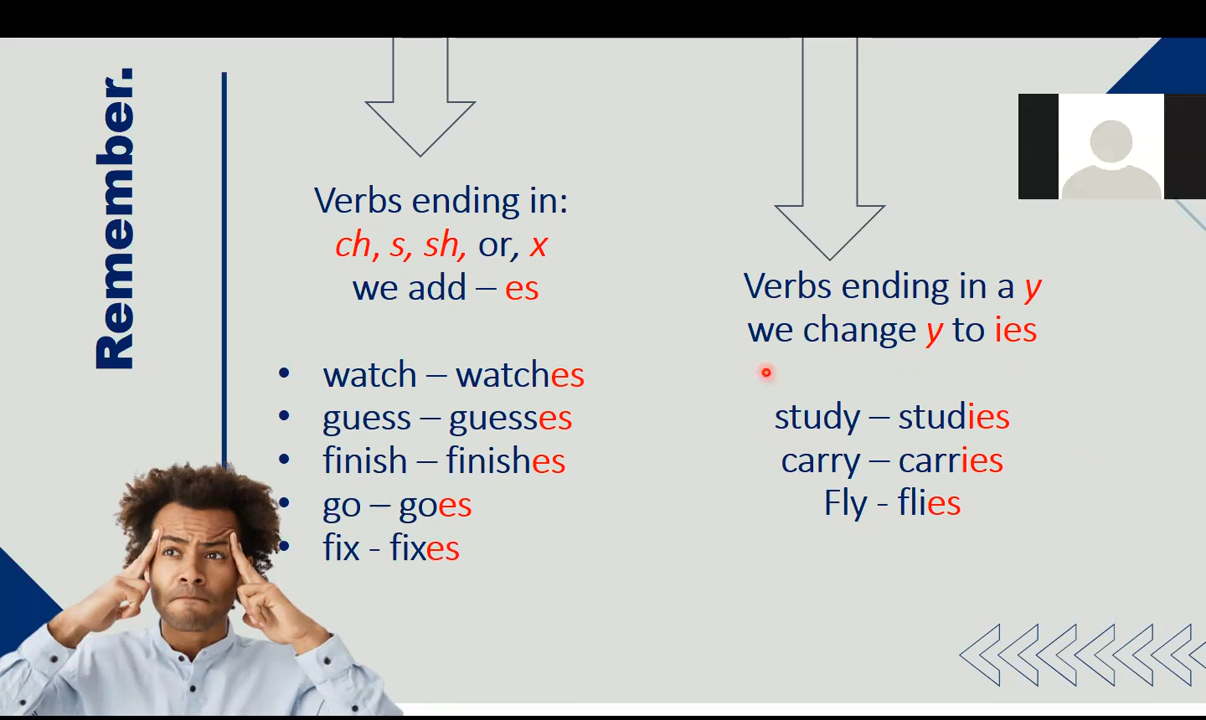 Remember.
Verbs ending in:
ch, s, sh, or, x
we add – es
• watch – watches
• guess – guesses
• finish – finishes
• go – goes
• fix - fixes
Verbs ending in a y
we change y to ies
study – studies
carry – carries
Fly - flies